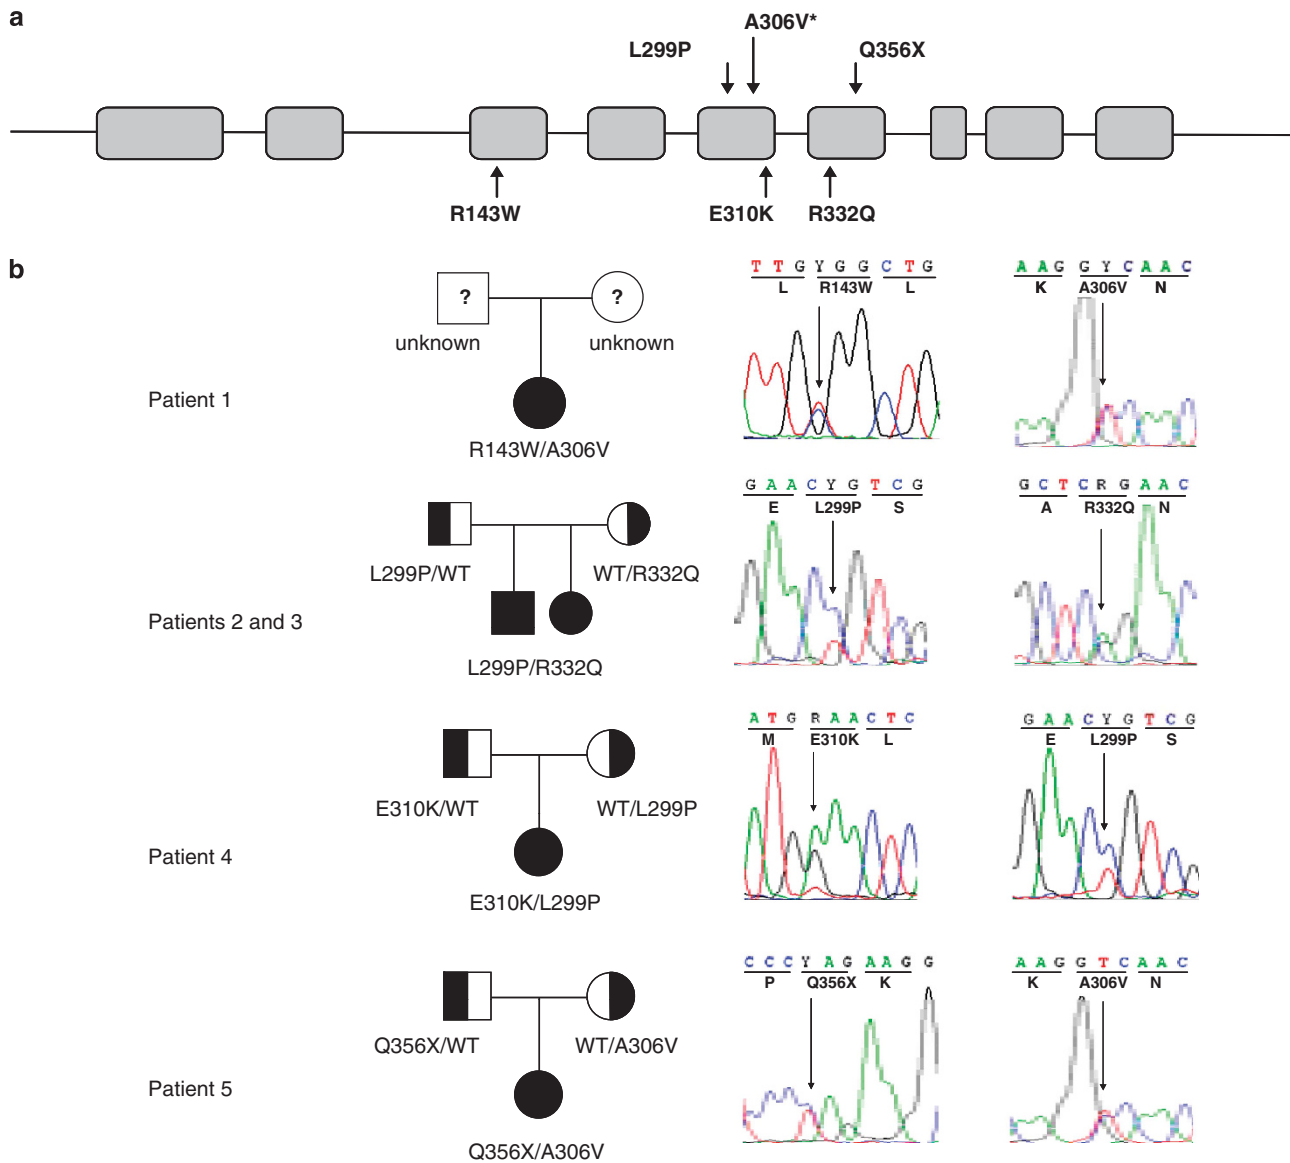 a
A306V*
L299P
Q356X
R143W
E310K
R332Q
b
?
?
unknown
unknown
Patient 1
R143W/A306V
T T G Y G G C T G
L R143W L
A A G G Y C A A C
K A306V N
L299P/WT
WT/R332Q
Patients 2 and 3
L299P/R332Q
G A A C Y G T C G
E L299P S
G C T C R G A A C
A R332Q N
E310K/WT
WT/L299P
Patient 4
E310K/L299P
A T G R A A C T C
M E310K L
G A A C Y G T C G
E L299P S
Q356X/WT
WT/A306V
Patient 5
Q356X/A306V
C C C Y A G A A G G
P Q356X K
A A G G T C A A C
K A306V N